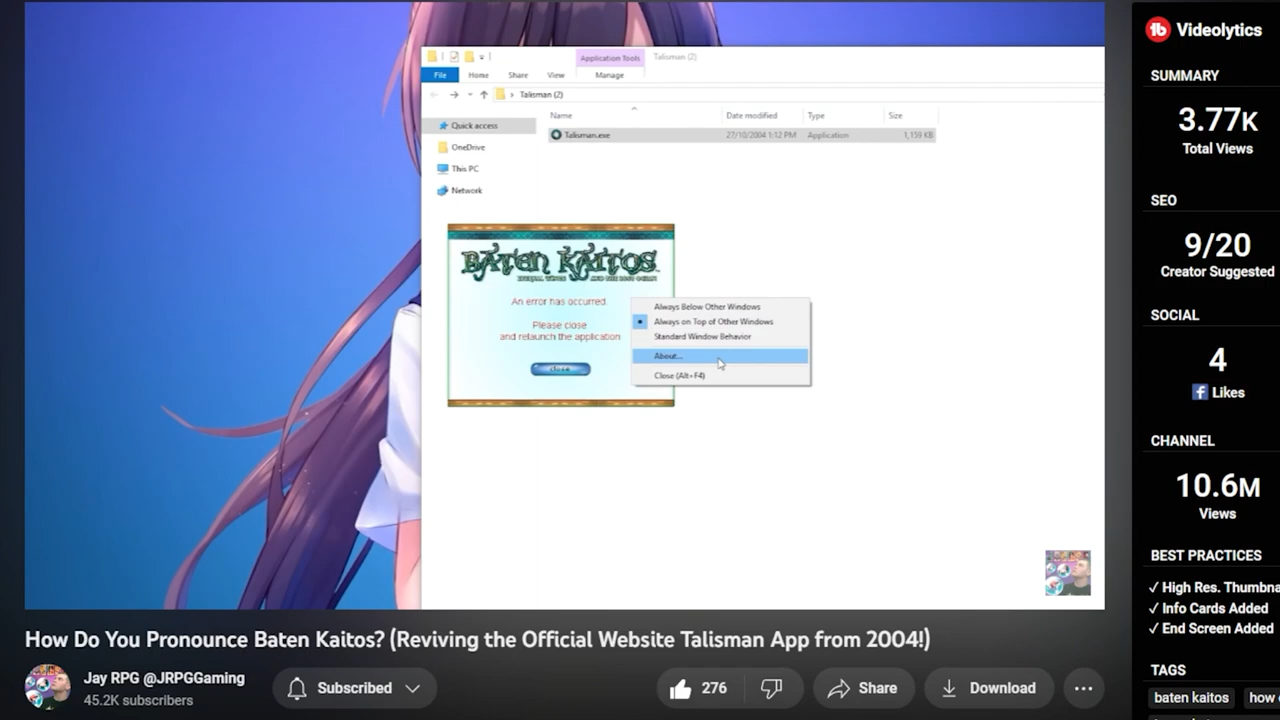 Application Tools
Talisman (2)
File
Home
Share
View
Manage
Talisman (2)
Name
Date modified
Type
Size
Quick access
Talisman.exe
27/10/2004 1:12 PM
Application
1,159 KB
OneDrive
This PC
Network
BATEN KAITOS
ETERNAL WINGS AND THE LOST OCEAN
An error has occurred
Please close
and relaunch the application
close
Always Below Other Windows
Always on Top of Other Windows
Standard Window Behavior
About...
Close (Alt+F4)
How Do You Pronounce Baten Kaitos? (Reviving the Official Website Talisman App from 2004!)
Jay RPG @JRPGGaming
45.2K subscribers
Subscribed
276
Share
Download
Videolytics
SUMMARY
3.77K
Total Views
SEO
9/20
Creator Suggested
SOCIAL
4
Likes
CHANNEL
10.6M
Views
BEST PRACTICES
✓ High Res. Thumbna
✓ Info Cards Added
✓ End Screen Added
TAGS
baten kaitos
how